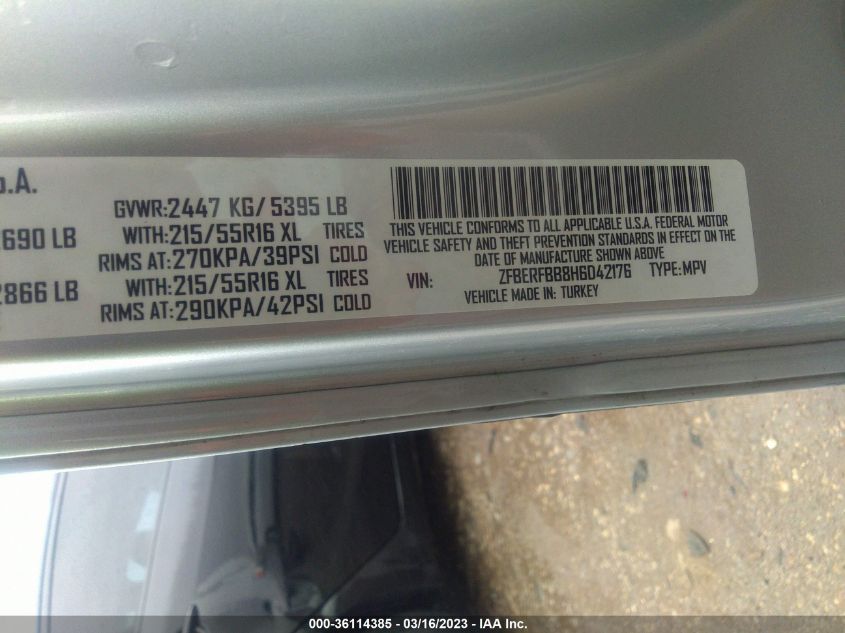 p.A.
GVWR:2447 KG/ 5395 LB
690 LB WITH:215/55R16 XL TIRES
RIMS AT:270KPA/39PSI COLD
2866 LB WITH:215/55R16 XL TIRES
RIMS AT:290KPA/42PSI COLD
THIS VEHICLE CONFORMS TO ALL APPLICABLE U.S.A. FEDERAL MOTOR
VEHICLE SAFETY AND THEFT PREVENTION STANDARDS IN EFFECT ON THE
DATE OF MANUFACTURE SHOWN ABOVE
VIN: ZFBERFBB8H6D42176 TYPE:MPV
VEHICLE MADE IN: TURKEY
000-36114385 - 03/16/2023 - IAA Inc.